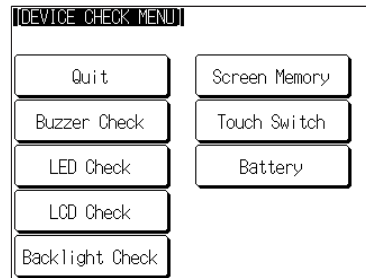 [DEVICE CHECK MENU]
Quit
Screen Memory
Buzzer Check
Touch Switch
LED Check
Battery
LCD Check
Backlight Check